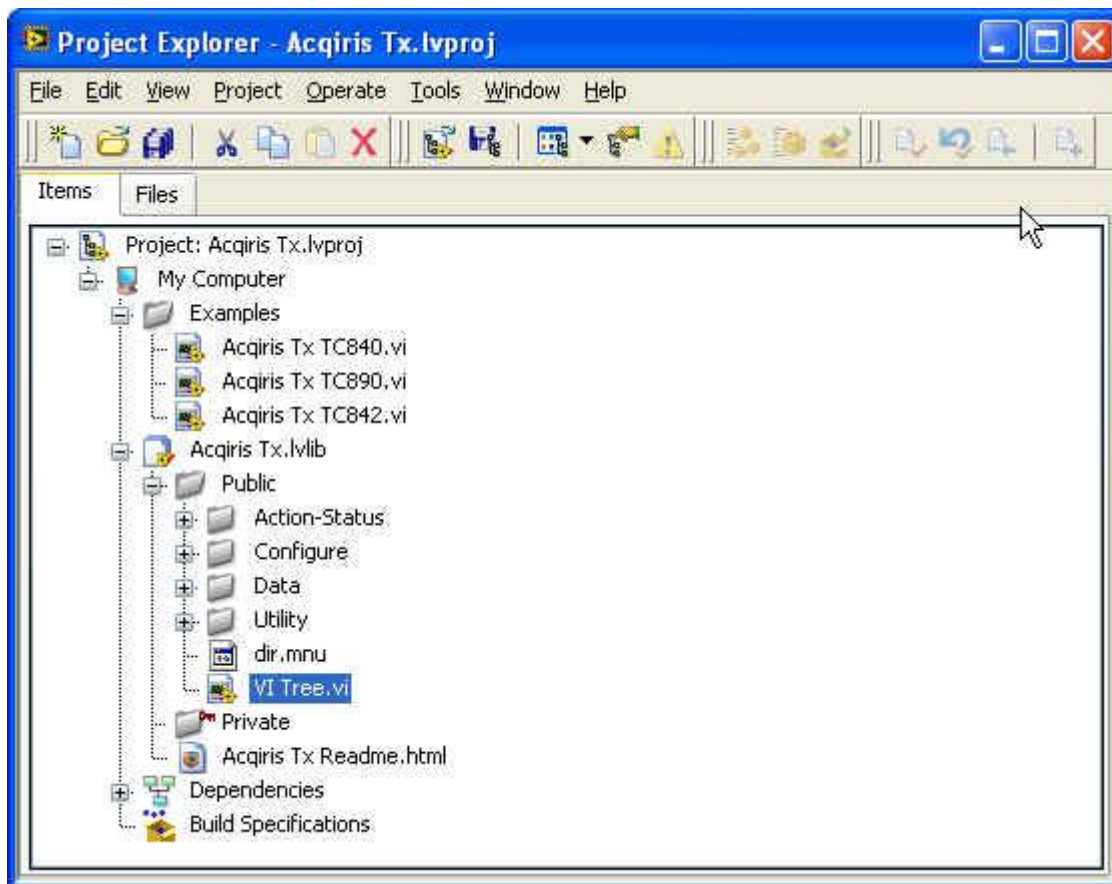 Project Explorer - Acqiris Tx.lvproj
File Edit View Project Operate Tools Window Help
Items Files
Project: Acqiris Tx.lvproj
My Computer
Examples
Acqiris Tx TC840.vi
Acqiris Tx TC890.vi
Acqiris Tx TC842.vi
Acqiris Tx.lvlib
Public
Action-Status
Configure
Data
Utility
dir.mnu
VI Tree.vi
Private
Acqiris Tx Readme.html
Dependencies
Build Specifications